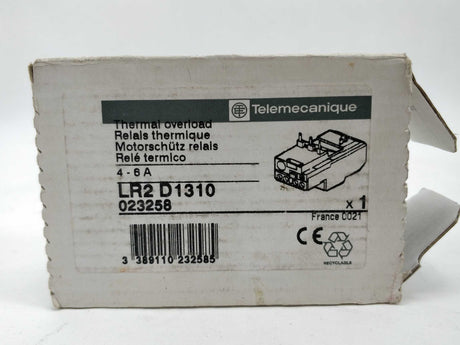 Telemecanique
Thermal overload
Relais thermique
Motorschütz relais
Relé termico
4 - 6 A
LR2 D1310
023258
x 1
France 0021
CE
3 389110 232585
RECYCLABLE